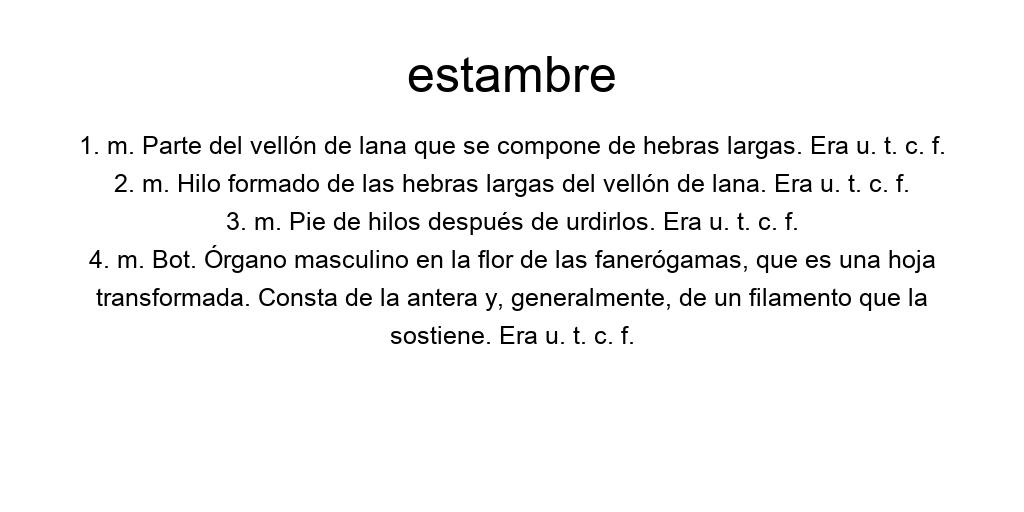 estambre
1. m. Parte del vellón de lana que se compone de hebras largas. Era u. t. c. f.
2. m. Hilo formado de las hebras largas del vellón de lana. Era u. t. c. f.
3. m. Pie de hilos después de urdirlos. Era u. t. c. f.
4. m. Bot. Órgano masculino en la flor de las fanerógamas, que es una hoja
transformada. Consta de la antera y, generalmente, de un filamento que la
sostiene. Era u. t. c. f.